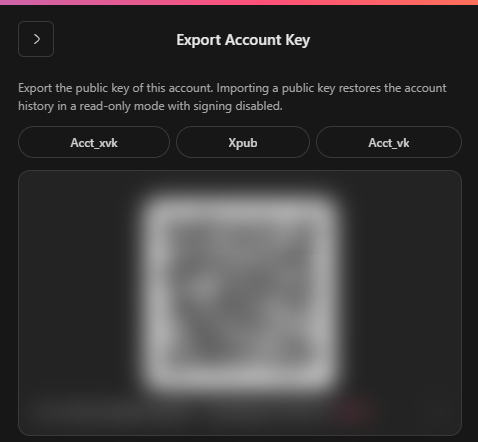 Export Account Key
Export the public key of this account. Importing a public key restores the account
history in a read-only mode with signing disabled.
Acct_xvk
Xpub
Acct_vk